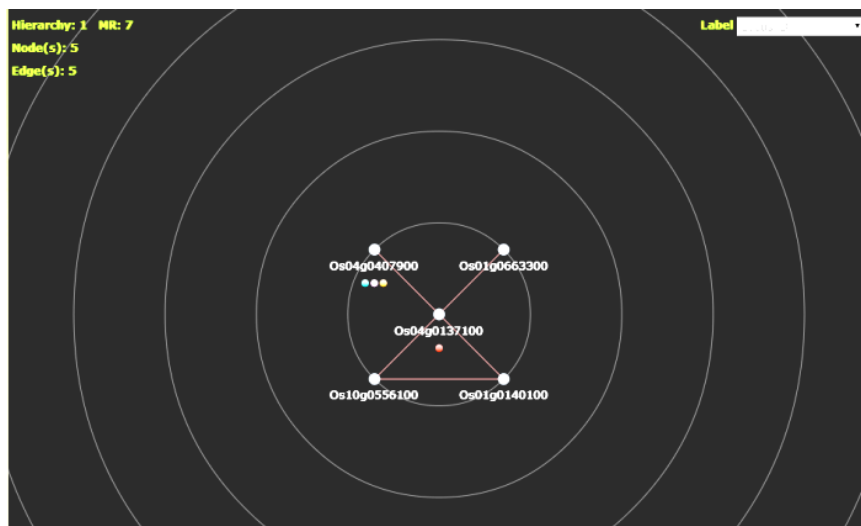 Hierarchy: 1 MR: 7
Label
Node(s): 5
Edge(s): 5
Os04g0407900
Os01g0663300
Os04g0137100
Os10g0556100
Os01g0140100